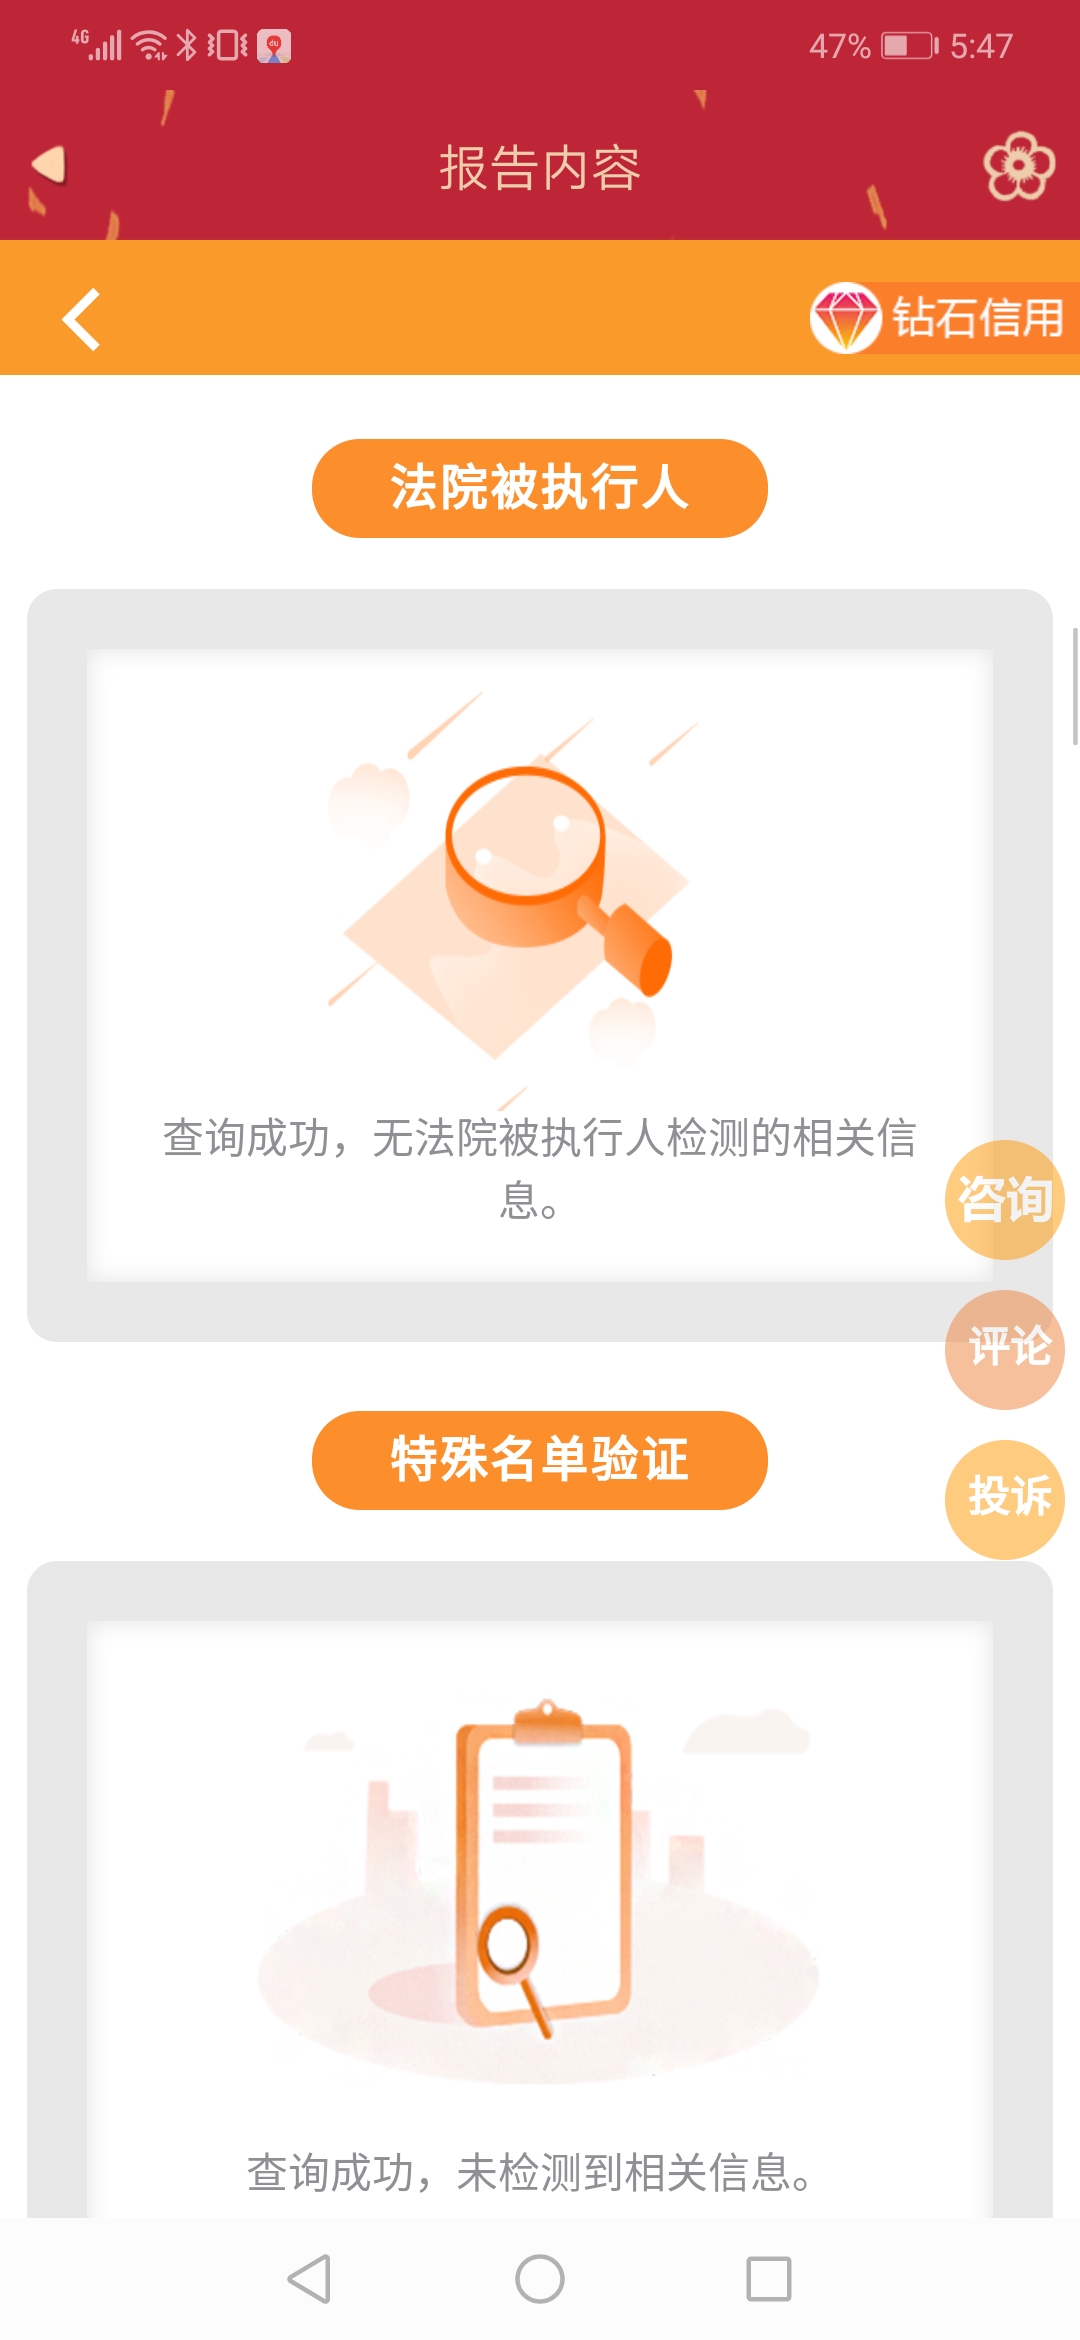 4G
47%
5:47
报告内容
钻石信用
法院被执行人
查询成功，无法院被执行人检测的相关信
息。
咨询
评论
特殊名单验证
投诉
查询成功，未检测到相关信息。